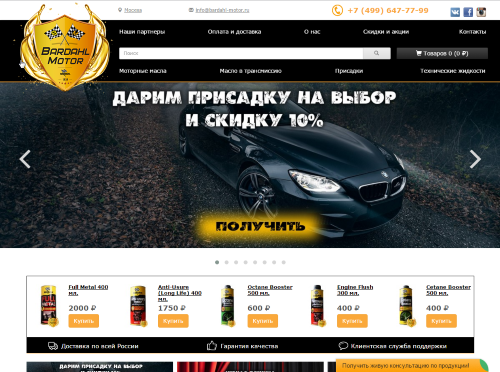 Москва
info@bardahl-motor.ru
+7 (499) 647-77-99
BARDAHL
MOTOR
Наши партнеры
Оплата и доставка
О нас
Скидки и акции
Контакты
Поиск
Товаров 0 (0 ₽)
Моторные масла
Масло в трансмиссию
Присадки
Технические жидкости
ДАРИМ ПРИСАДКУ НА ВЫБОР
И СКИДКУ 10%
ПОЛУЧИТЬ
Full Metal 400
мл.
2000 ₽
Купить
Anti-Usure
(Long Life) 400
мл.
1750 ₽
Купить
Octane Booster
500 мл.
600 ₽
Купить
Engine Flush
300 мл.
400 ₽
Купить
Cetane Booster
500 мл.
600 ₽
Купить
Доставка по всей России
Гарантия качества
Клиентская служба поддержки
ДАРИМ ПРИСАДКУ НА ВЫБОР
Получить живую консультацию по продукции!